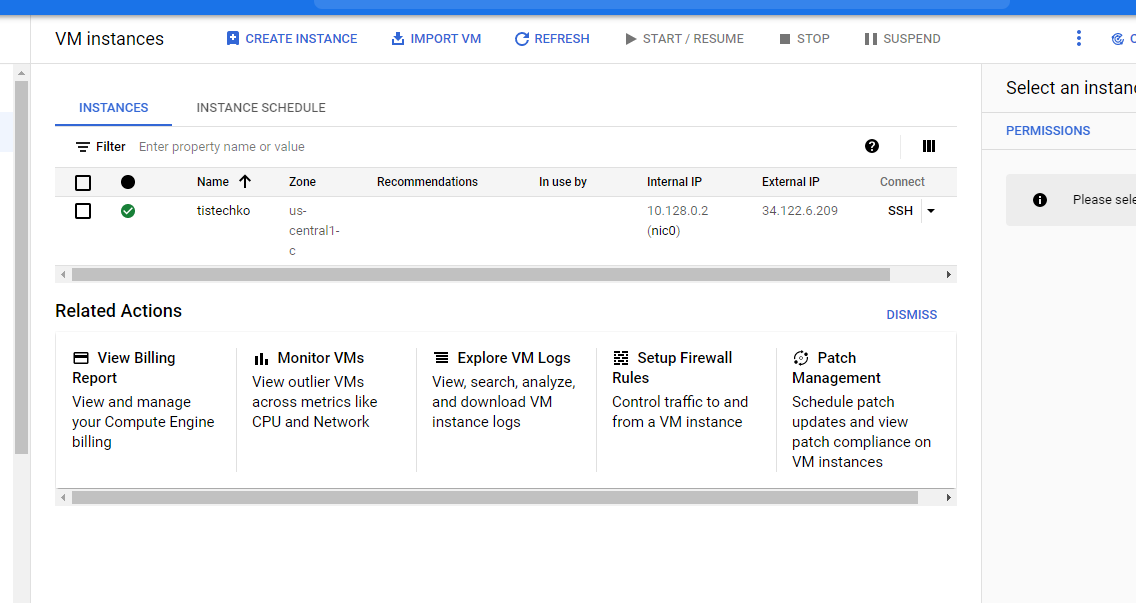 VM instances CREATE INSTANCE IMPORT VM REFRESH START / RESUME STOP SUSPEND
Select an instan
PERMISSIONS
Please sele
INSTANCES INSTANCE SCHEDULE
Filter Enter property name or value
Name Zone Recommendations In use by Internal IP External IP Connect
tistechko us- 10.128.0.2 34.122.6.209 SSH
central1- (nic0)
c
Related Actions DISMISS
View Billing
Report
View and manage
your Compute Engine
billing
Monitor VMs
View outlier VMs
across metrics like
CPU and Network
Explore VM Logs
View, search, analyze,
and download VM
instance logs
Setup Firewall
Rules
Control traffic to and
from a VM instance
Patch
Management
Schedule patch
updates and view
patch compliance on
VM instances